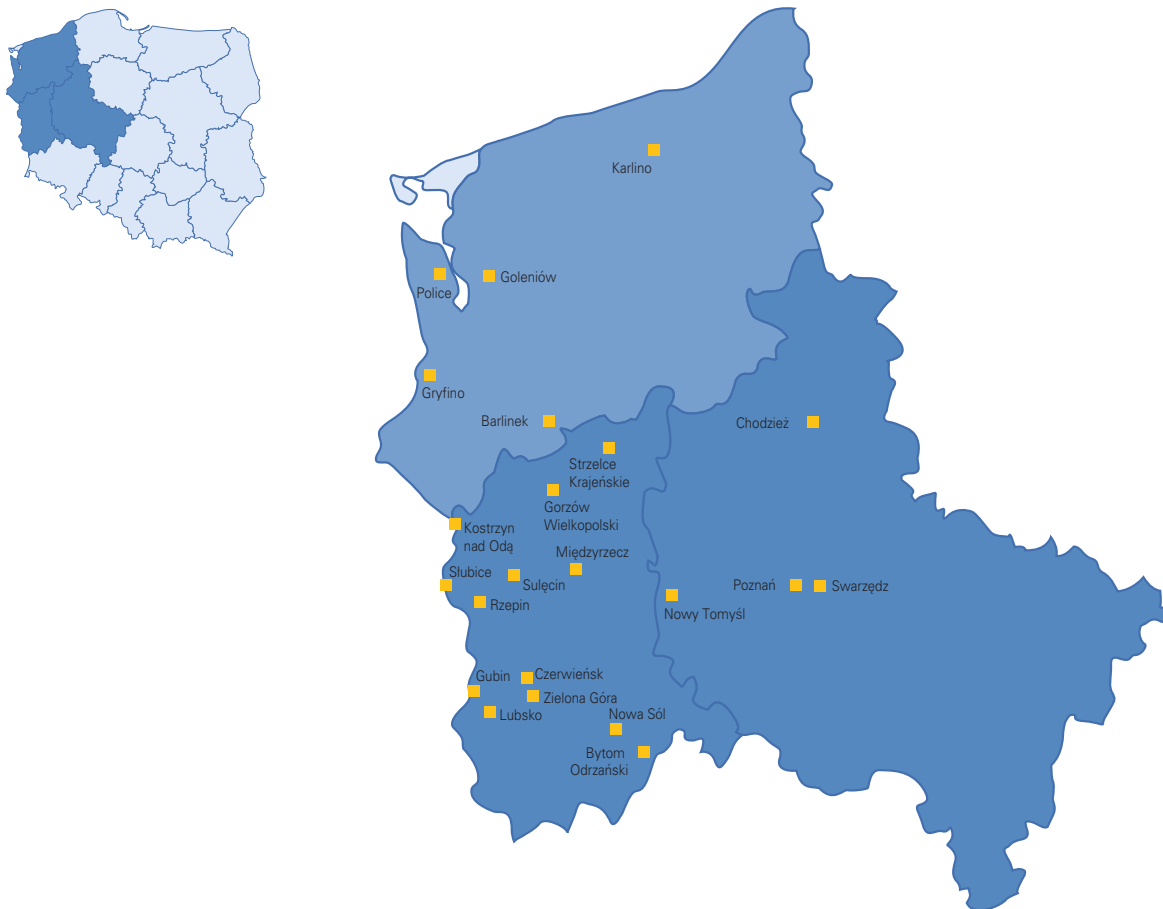 Karlino
Goleniów
Police
Gryfino
Barlinek
Chodzież
Strzelce
Krajeńskie
Gorzów
Wielkopolski
Kostrzyn
nad Odą
Międzyrzecz
Słubice
Sulęcin
Rzepin
Poznań
Swarzędz
Nowy Tomyśl
Gubin
Czerwieńsk
Zielona Góra
Lubsko
Nowa Sól
Bytom
Odrzański